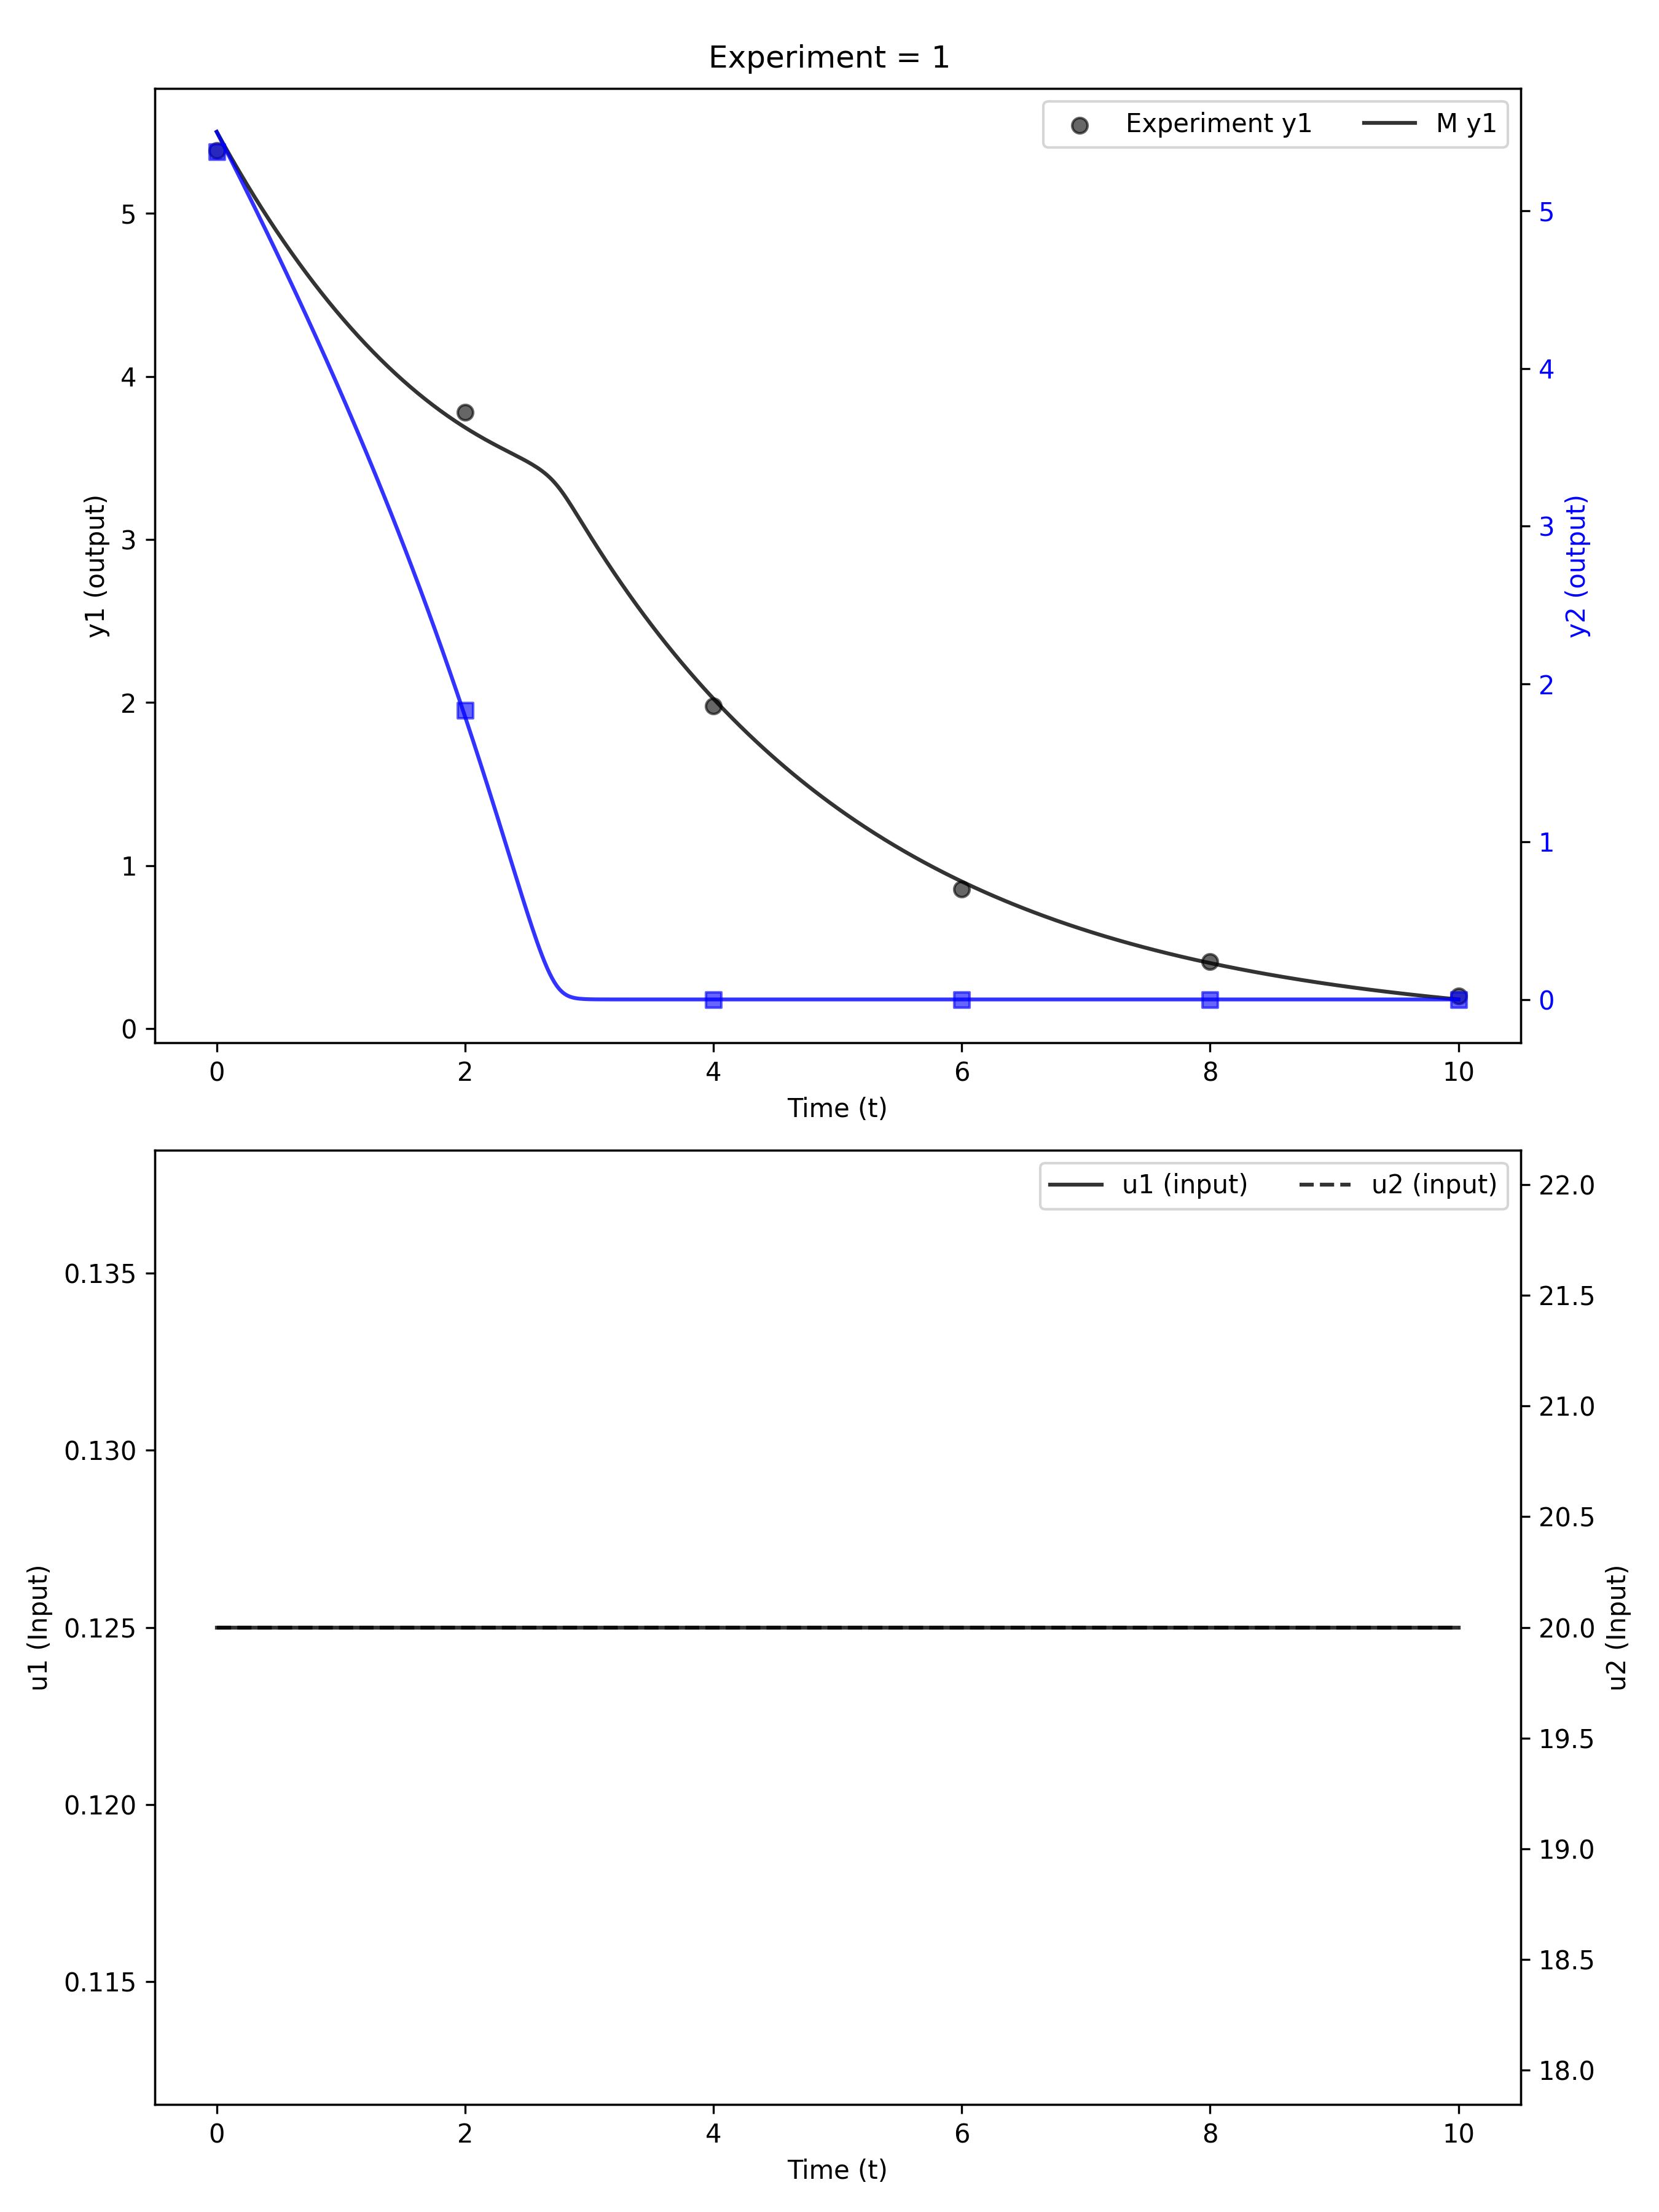 Experiment = 1
Experiment y1 M y1
y1 (output)
5
4
3
2
1
0
y2 (output)
5
4
3
2
1
0
0 2 4 6 8 10
Time (t)
u1 (input) u2 (input)
u1 (Input)
0.135
0.130
0.125
0.120
0.115
u2 (Input)
22.0
21.5
21.0
20.5
20.0
19.5
19.0
18.5
18.0
0 2 4 6 8 10
Time (t)